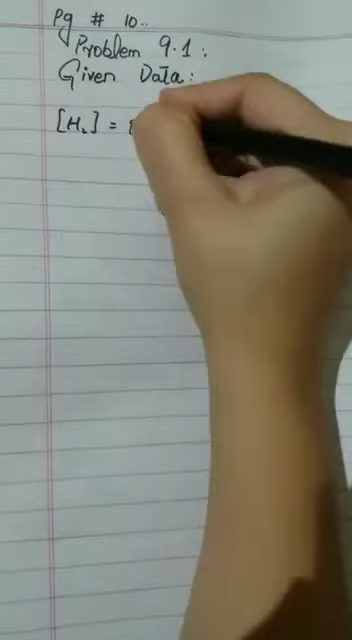 Pg # 10..
Problem 9.1:
Given Data:
[H₂] =